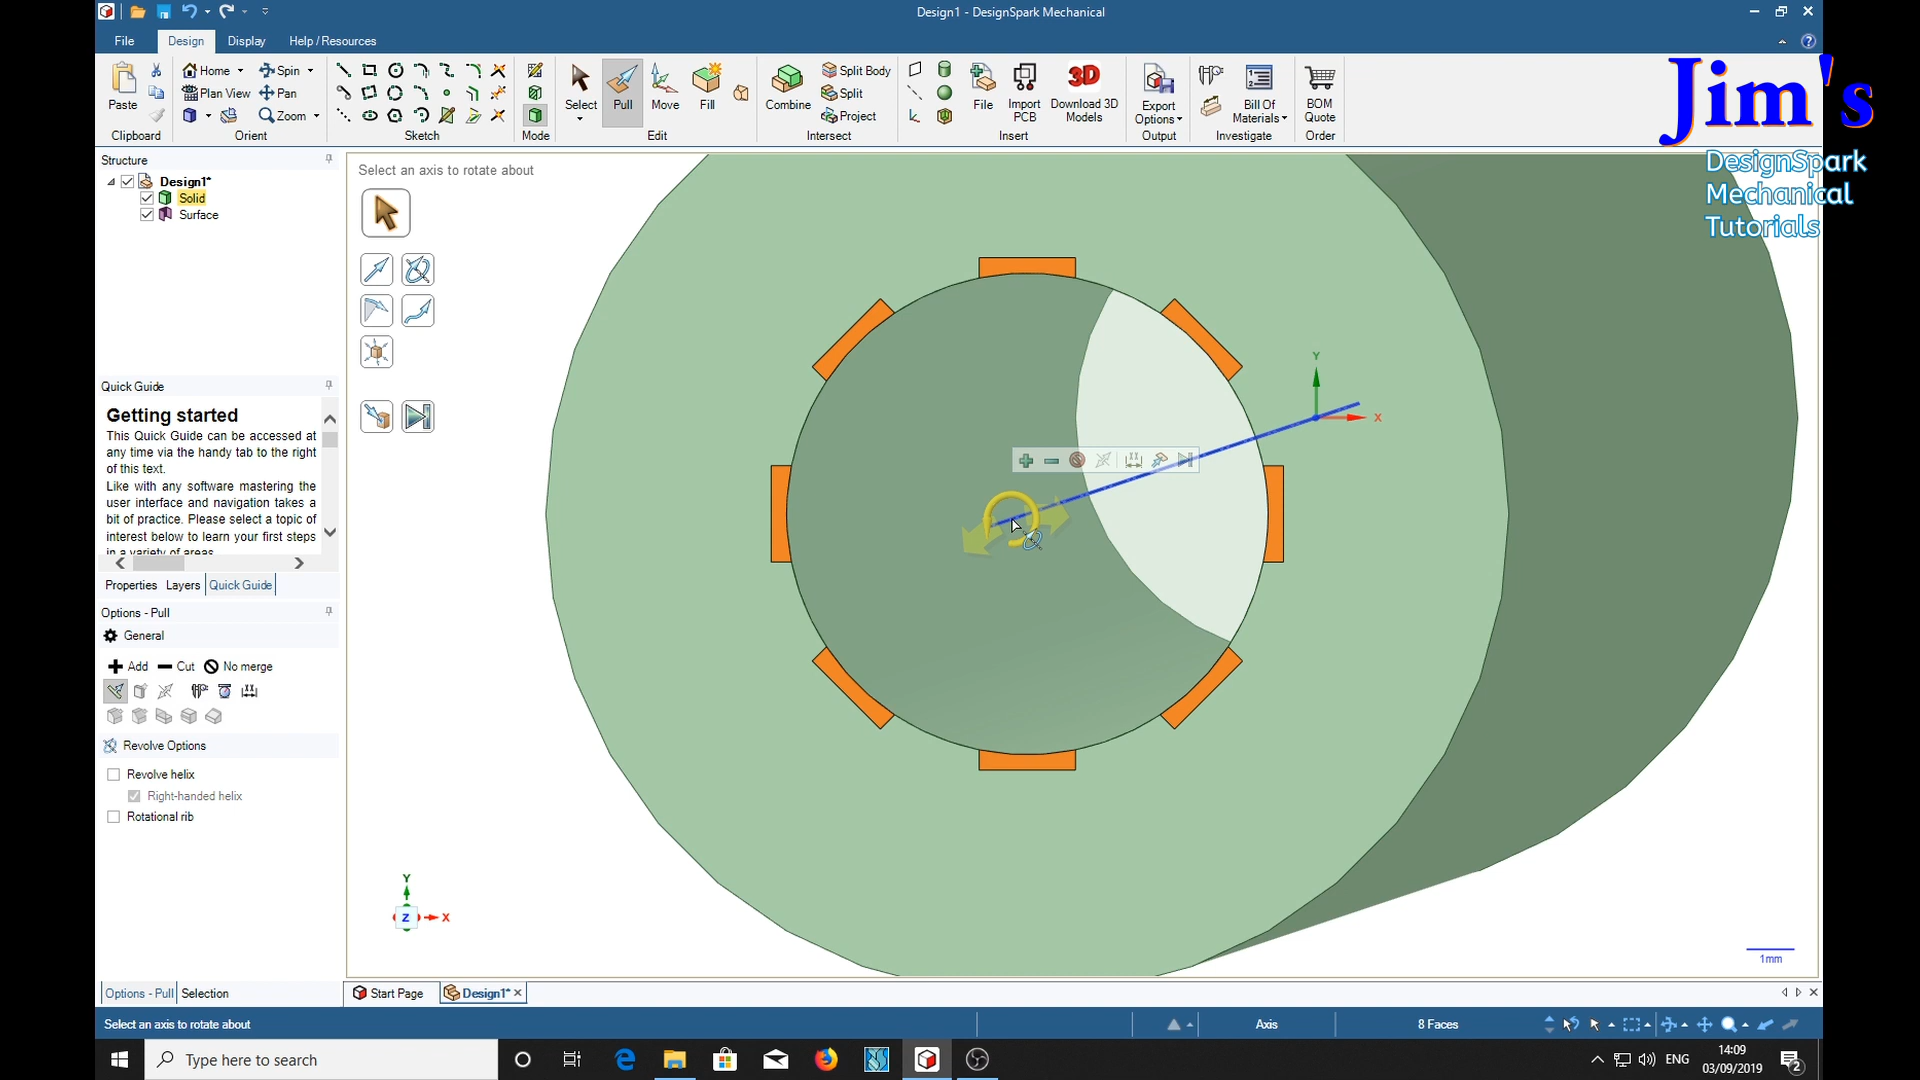 Design1 - DesignSpark Mechanical
File Design Display Help / Resources
Paste
Clipboard
Home
Plan View
Spin
Pan
Zoom
Orient
Sketch
Mode
Select
Pull
Move
Fill
Edit
Combine
Split Body
Split
Project
Intersect
File
Import PCB
3D
Download 3D Models
Insert
Export Options
Output
Bill Of Materials
Investigate
BOM Quote
Order
Jim's
DesignSpark
Mechanical
Tutorials
Structure
Design1*
Solid
Surface
Select an axis to rotate about
Quick Guide
Getting started
This Quick Guide can be accessed at
any time via the handy tab to the right
of this text.
Like with any software mastering the
user interface and navigation takes a
bit of practice. Please select a topic of
interest below to learn your first steps
in a variety of areas.
Properties Layers Quick Guide
Options - Pull
General
Add Cut No merge
Revolve Options
Revolve helix
Right-handed helix
Rotational rib
Y
X
Y
Z
X
1mm
Options - Pull Selection
Start Page Design1*
Select an axis to rotate about
Axis
8 Faces
Type here to search
ENG
14:09
03/09/2019
2